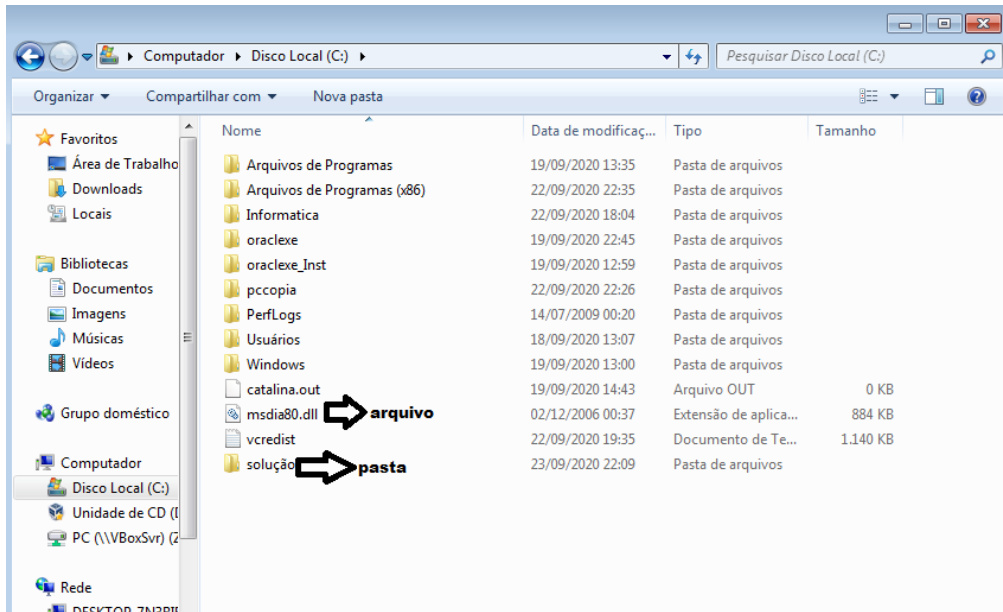 Computador Disco Local (C:)
Pesquisar Disco Local (C:)
Organizar Compartilhar com Nova pasta
Favoritos
Área de Trabalho
Downloads
Locais
Bibliotecas
Documentos
Imagens
Músicas
Vídeos
Grupo doméstico
Computador
Disco Local (C:)
Unidade de CD (
PC (\\VBoxSvr) (Z
Rede
DESKTOP-7N3PIF
Nome Data de modificaç... Tipo Tamanho
Arquivos de Programas 19/09/2020 13:35 Pasta de arquivos
Arquivos de Programas (x86) 22/09/2020 22:35 Pasta de arquivos
Informatica 22/09/2020 18:04 Pasta de arquivos
oraclexe 19/09/2020 22:45 Pasta de arquivos
oraclexe_Inst 19/09/2020 12:59 Pasta de arquivos
pccopia 22/09/2020 22:26 Pasta de arquivos
PerfLogs 14/07/2009 00:20 Pasta de arquivos
Usuários 18/09/2020 13:07 Pasta de arquivos
Windows 19/09/2020 13:00 Pasta de arquivos
catalina.out 19/09/2020 14:43 Arquivo OUT 0 KB
msdia80.dll arquivo 02/12/2006 00:37 Extensão de aplica... 884 KB
vcredist 22/09/2020 19:35 Documento de Te... 1.140 KB
solução pasta 23/09/2020 22:09 Pasta de arquivos